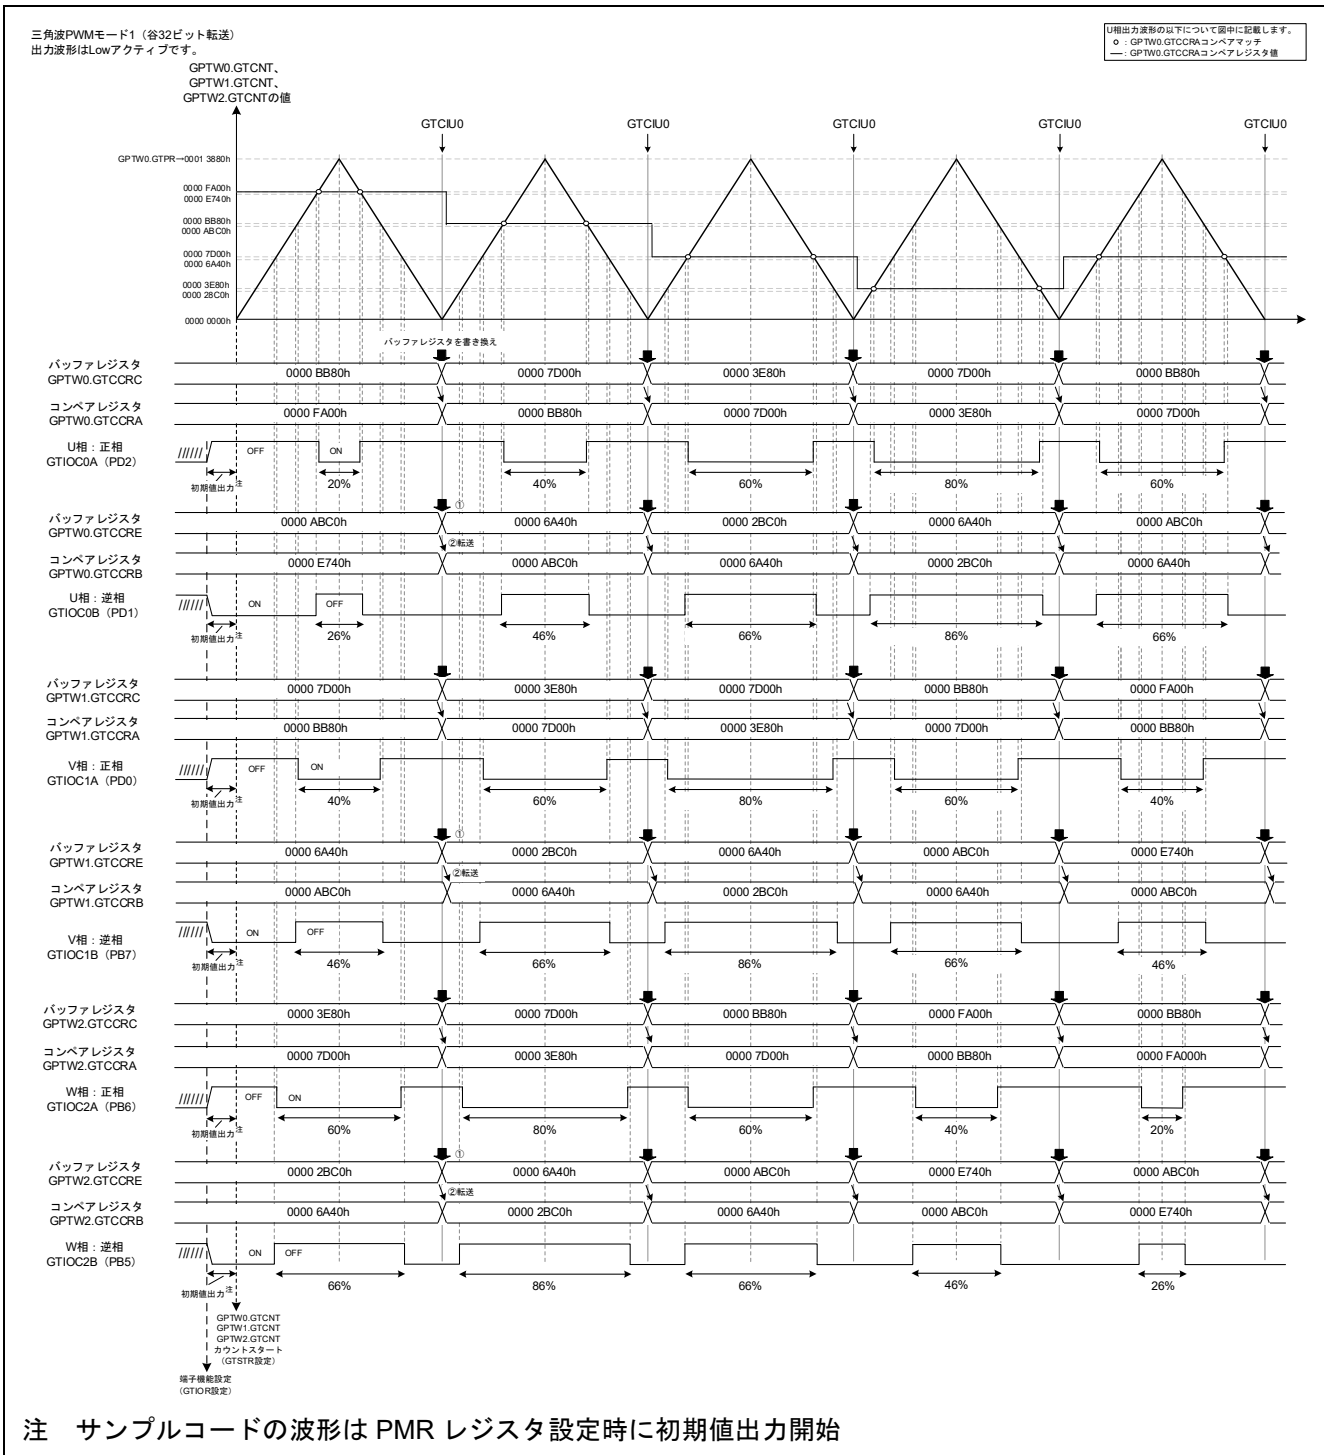 三角波PWMモード1（谷32ビット転送）
出力波形はLowアクティブです。
U相出力波形の以下について図中に記載します。
○ : GPTW0.GTCCRAコンペアマッチ
― : GPTW0.GTCCRAコンペアレジスタ値
GPTW0.GTCNT、
GPTW1.GTCNT、
GPTW2.GTCNTの値
GTCIU0 GTCIU0 GTCIU0 GTCIU0 GTCIU0
GPTW0.GTPR→0001 3880h
0000 FA00h
0000 E740h
0000 BB80h
0000 ABC0h
0000 7D00h
0000 6A40h
0000 3E80h
0000 28C0h
0000 0000h
バッファレジスタを書き換え
バッファレジスタ
GPTW0.GTCCRC
0000 BB80h 0000 7D00h 0000 3E80h 0000 7D00h 0000 BB80h
コンペアレジスタ
GPTW0.GTCCRA
0000 FA00h 0000 BB80h 0000 7D00h 0000 3E80h 0000 7D00h
U相：正相
GTIOC0A（PD2）
OFF ON
初期値出力注
20% 40% 60% 80% 60%
①
バッファレジスタ
GPTW0.GTCCRE
0000 ABC0h 0000 6A40h 0000 2BC0h 0000 6A40h 0000 ABC0h
②転送
コンペアレジスタ
GPTW0.GTCCRB
0000 E740h 0000 ABC0h 0000 6A40h 0000 2BC0h 0000 6A40h
U相：逆相
GTIOC0B（PD1）
ON OFF
初期値出力注
26% 46% 66% 86% 66%
バッファレジスタ
GPTW1.GTCCRC
0000 7D00h 0000 3E80h 0000 7D00h 0000 BB80h 0000 FA00h
コンペアレジスタ
GPTW1.GTCCRA
0000 BB80h 0000 7D00h 0000 3E80h 0000 7D00h 0000 BB80h
V相：正相
GTIOC1A（PD0）
OFF ON
初期値出力注
40% 60% 80% 60% 40%
①
バッファレジスタ
GPTW1.GTCCRE
0000 6A40h 0000 2BC0h 0000 6A40h 0000 ABC0h 0000 E740h
②転送
コンペアレジスタ
GPTW1.GTCCRB
0000 ABC0h 0000 6A40h 0000 2BC0h 0000 6A40h 0000 ABC0h
V相：逆相
GTIOC1B（PB7）
ON OFF
初期値出力注
46% 66% 86% 66% 46%
バッファレジスタ
GPTW2.GTCCRC
0000 3E80h 0000 7D00h 0000 BB80h 0000 FA00h 0000 BB80h
コンペアレジスタ
GPTW2.GTCCRA
0000 7D00h 0000 3E80h 0000 7D00h 0000 BB80h 0000 FA000h
W相：正相
GTIOC2A（PB6）
OFF ON
初期値出力注
60% 80% 60% 40% 20%
①
バッファレジスタ
GPTW2.GTCCRE
0000 2BC0h 0000 6A40h 0000 ABC0h 0000 E740h 0000 ABC0h
②転送
コンペアレジスタ
GPTW2.GTCCRB
0000 6A40h 0000 2BC0h 0000 6A40h 0000 ABC0h 0000 E740h
W相：逆相
GTIOC2B（PB5）
ON OFF
初期値出力注
66% 86% 66% 46% 26%
GPTW0.GTCNT
GPTW1.GTCNT
GPTW2.GTCNT
カウントスタート
（GTSTR設定）
端子機能設定
（GTIOR設定）
注 サンプルコードの波形は PMR レジスタ設定時に初期値出力開始